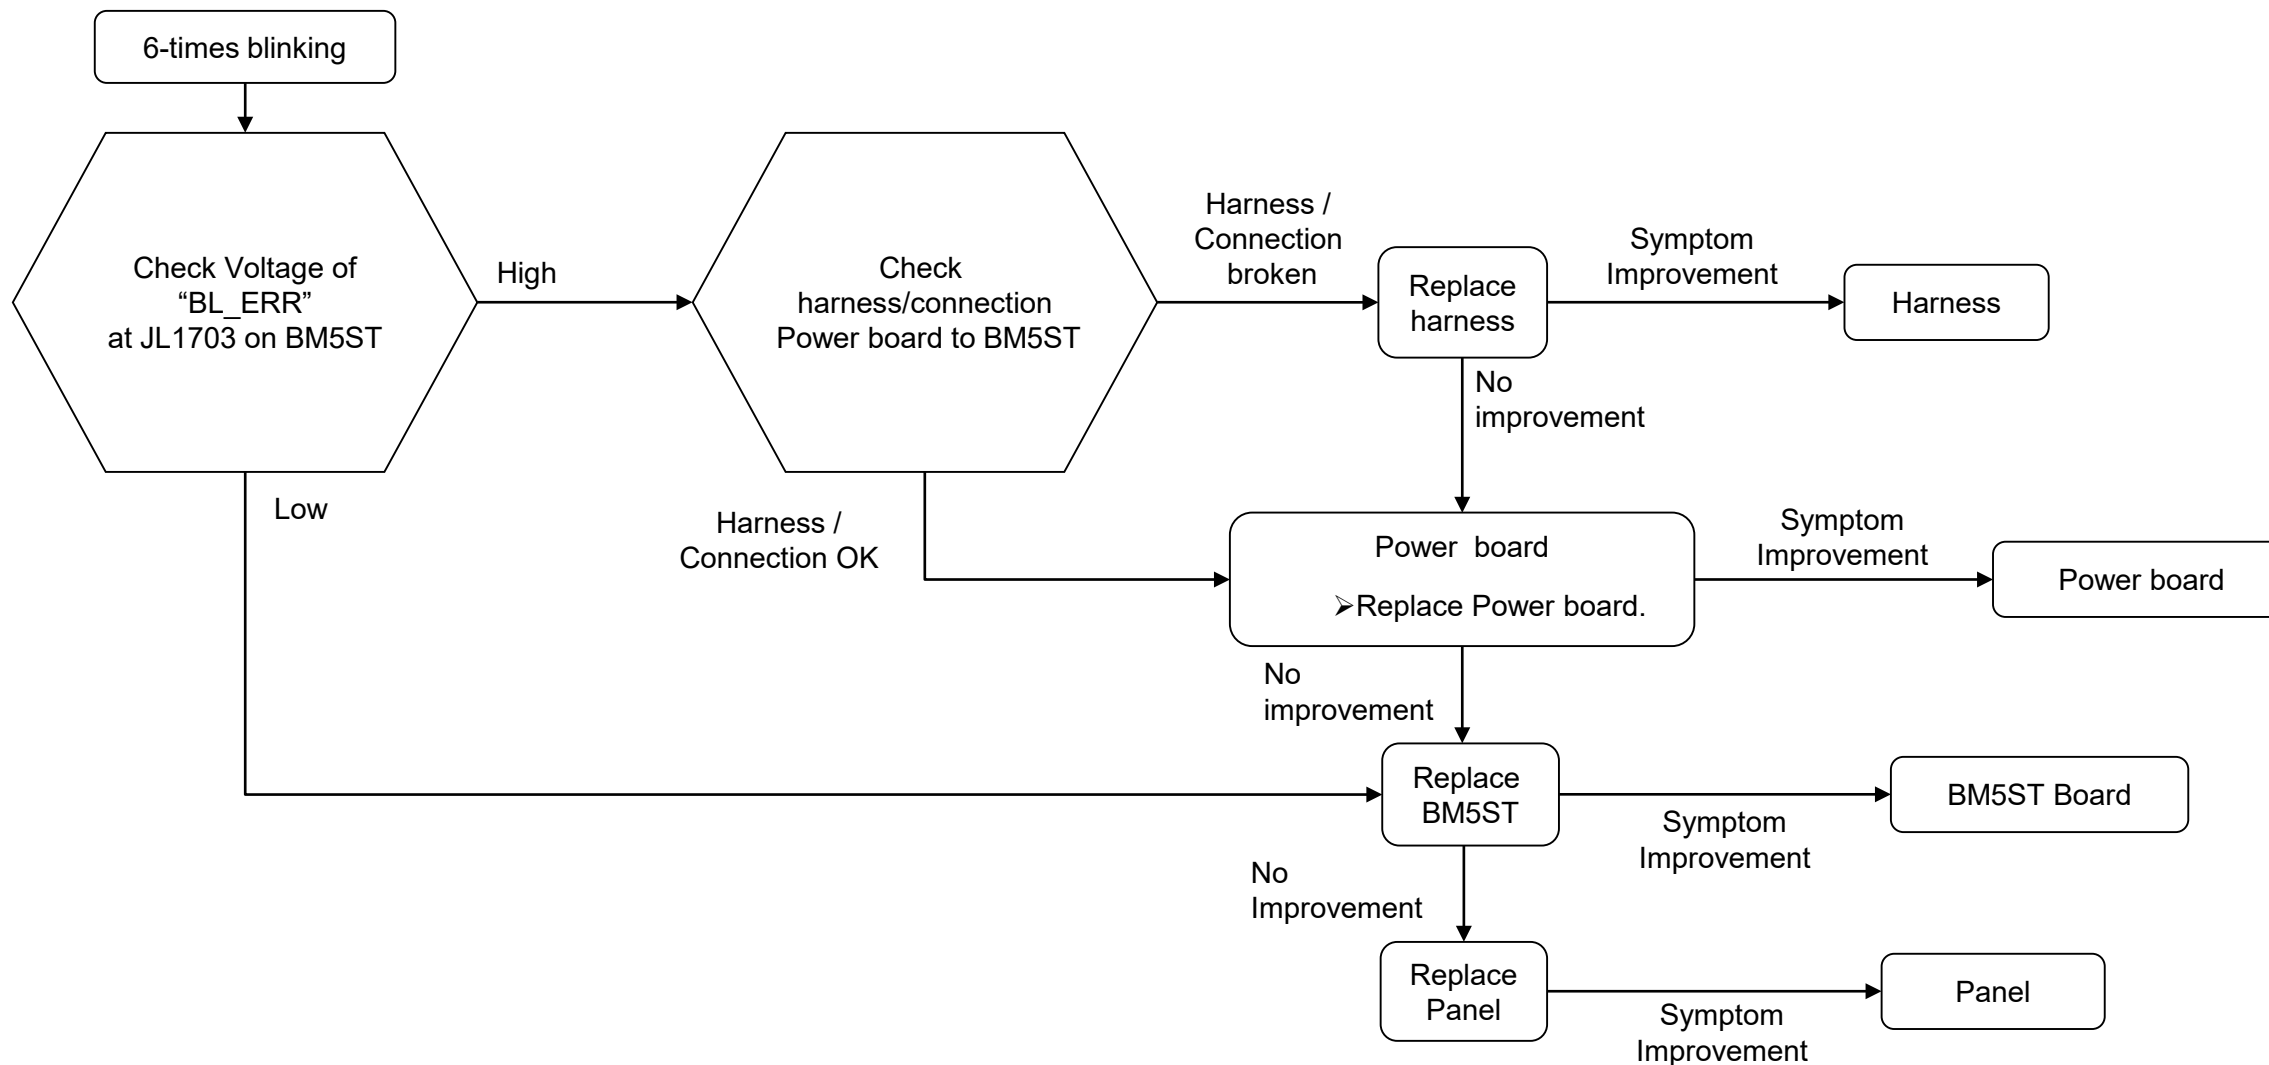 6-times blinking
Check Voltage of
“BL_ERR”
at JL1703 on BM5ST
High
Low
Check
harness/connection
Power board to BM5ST
Harness /
Connection
broken
Harness /
Connection OK
Replace
harness
Symptom
Improvement
Harness
No
improvement
Power board
➢Replace Power board.
Symptom
Improvement
Power board
No
improvement
Replace
BM5ST
Symptom
Improvement
BM5ST Board
No
Improvement
Replace
Panel
Symptom
Improvement
Panel